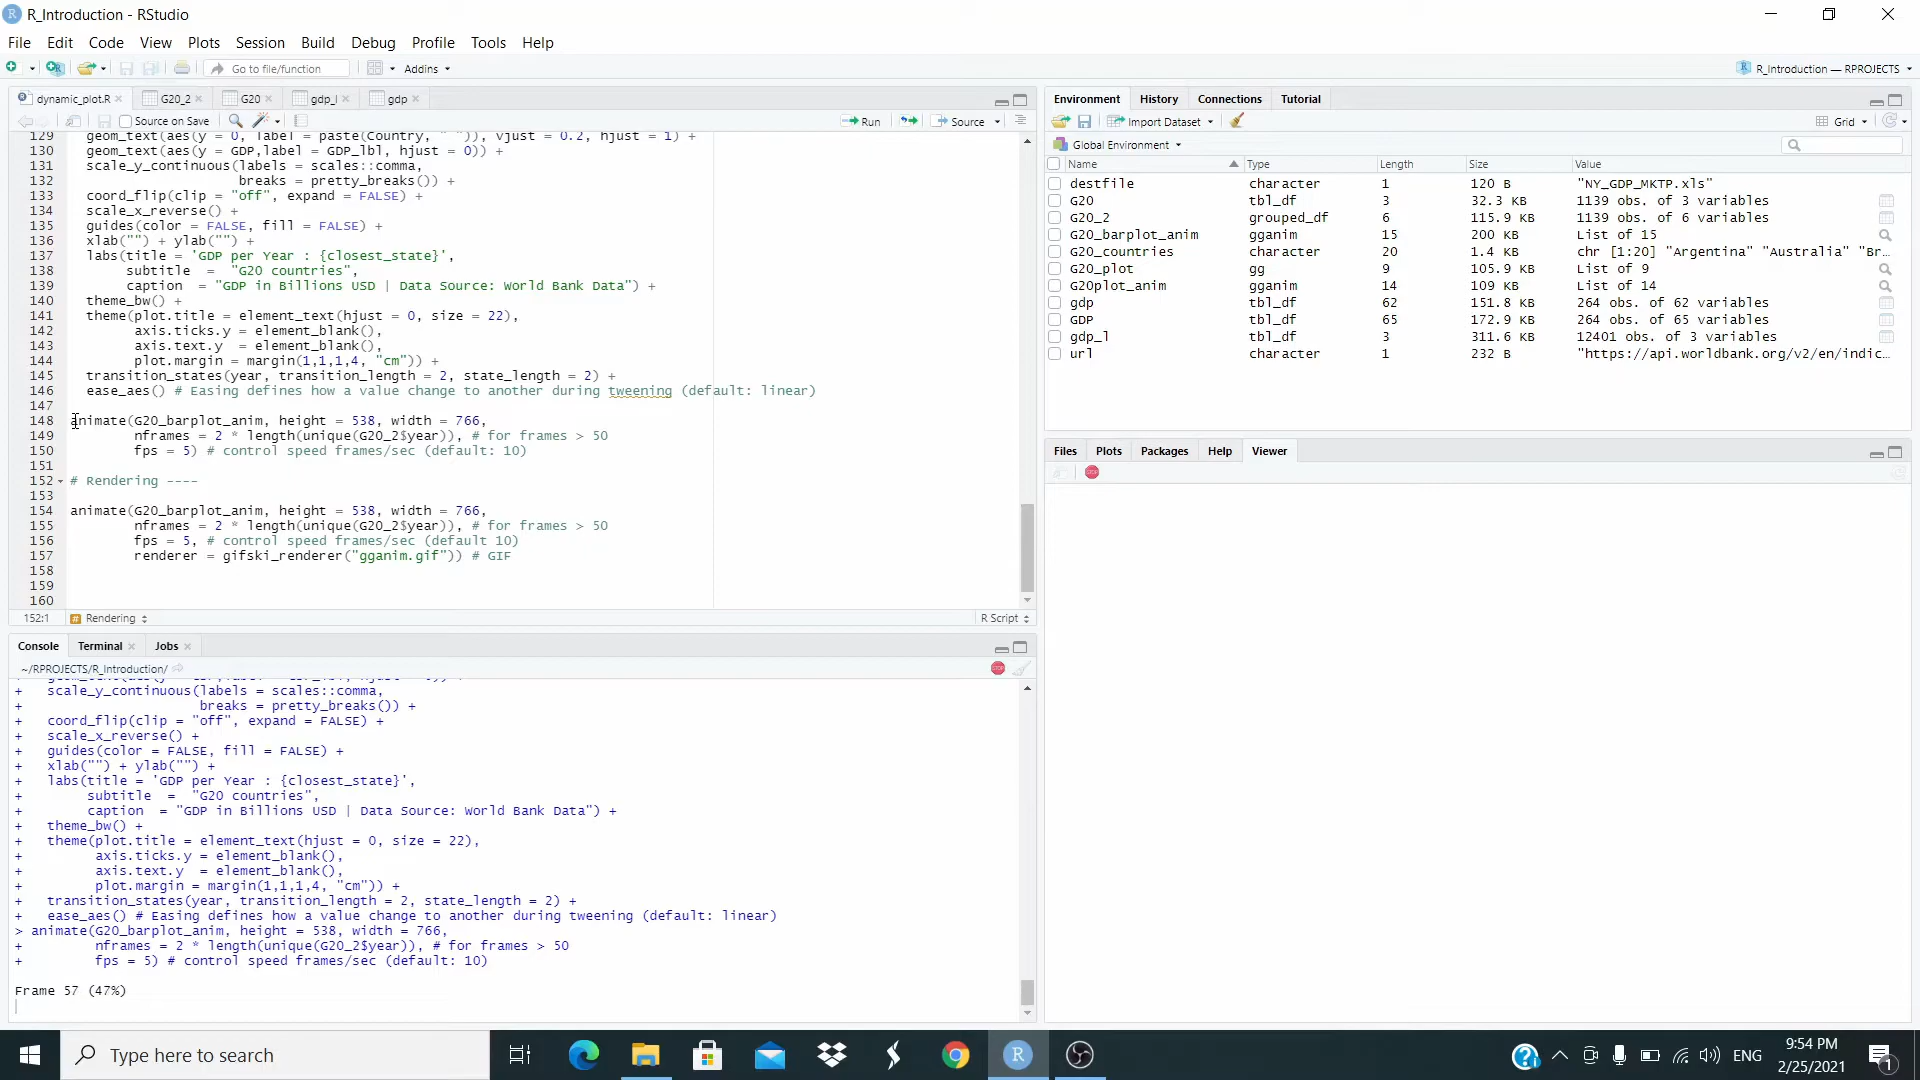 R_Introduction - RStudio
File Edit Code View Plots Session Build Debug Profile Tools Help
Go to file/function Addins
R_Introduction — RPROJECTS
dynamic_plot.R G20_2 G20 gdp_l gdp
Source on Save Run Source
129 geom_text(aes(y = 0, label = paste(country, " ")), vjust = 0.2, hjust = 1) +
130 geom_text(aes(y = GDP,label = GDP_lbl, hjust = 0)) +
131 scale_y_continuous(labels = scales::comma,
132 breaks = pretty_breaks()) +
133 coord_flip(clip = "off", expand = FALSE) +
134 scale_x_reverse() +
135 guides(color = FALSE, fill = FALSE) +
136 xlab("") + ylab("") +
137 labs(title = 'GDP per Year : {closest_state}',
138 subtitle  =  "G20 countries",
139 caption  = "GDP in Billions USD | Data Source: World Bank Data") +
140 theme_bw() +
141 theme(plot.title = element_text(hjust = 0, size = 22),
142 axis.ticks.y = element_blank(),
143 axis.text.y  = element_blank(),
144 plot.margin = margin(1,1,1,4, "cm")) +
145 transition_states(year, transition_length = 2, state_length = 2) +
146 ease_aes() # Easing defines how a value change to another during tweening (default: linear)
147
148 animate(G20_barplot_anim, height = 538, width = 766,
149 nframes = 2 * length(unique(G20_2$year)), # for frames > 50
150 fps = 5) # control speed frames/sec (default: 10)
151
152 # Rendering ----
153
154 animate(G20_barplot_anim, height = 538, width = 766,
155 nframes = 2 * length(unique(G20_2$year)), # for frames > 50
156 fps = 5, # control speed frames/sec (default 10)
157 renderer = gifski_renderer("gganim.gif")) # GIF
158
159
160
152:1 # Rendering R Script
Console Terminal Jobs
~/RPROJECTS/R_Introduction/
+ scale_y_continuous(labels = scales::comma,
+ breaks = pretty_breaks()) +
+ coord_flip(clip = "off", expand = FALSE) +
+ scale_x_reverse() +
+ guides(color = FALSE, fill = FALSE) +
+ xlab("") + ylab("") +
+ labs(title = 'GDP per Year : {closest_state}',
+ subtitle  =  "G20 countries",
+ caption  = "GDP in Billions USD | Data Source: World Bank Data") +
+ theme_bw() +
+ theme(plot.title = element_text(hjust = 0, size = 22),
+ axis.ticks.y = element_blank(),
+ axis.text.y  = element_blank(),
+ plot.margin = margin(1,1,1,4, "cm")) +
+ transition_states(year, transition_length = 2, state_length = 2) +
+ ease_aes() # Easing defines how a value change to another during tweening (default: linear)
> animate(G20_barplot_anim, height = 538, width = 766,
+ nframes = 2 * length(unique(G20_2$year)), # for frames > 50
+ fps = 5) # control speed frames/sec (default: 10)
Frame 57 (47%)
Environment History Connections Tutorial
Import Dataset Grid
Global Environment
Name Type Length Size Value
destfile character 1 120 B "NY_GDP_MKTP.xls"
G20 tbl_df 3 32.3 KB 1139 obs. of 3 variables
G20_2 grouped_df 6 115.9 KB 1139 obs. of 6 variables
G20_barplot_anim gganim 15 200 KB List of 15
G20_countries character 20 1.4 KB chr [1:20] "Argentina" "Australia" "Br...
G20_plot gg 9 105.9 KB List of 9
G20plot_anim gganim 14 109 KB List of 14
gdp tbl_df 62 151.8 KB 264 obs. of 62 variables
GDP tbl_df 65 172.9 KB 264 obs. of 65 variables
gdp_l tbl_df 3 311.6 KB 12401 obs. of 3 variables
url character 1 232 B "https://api.worldbank.org/v2/en/indic...
Files Plots Packages Help Viewer
STOP
Type here to search
ENG
9:54 PM
2/25/2021
1